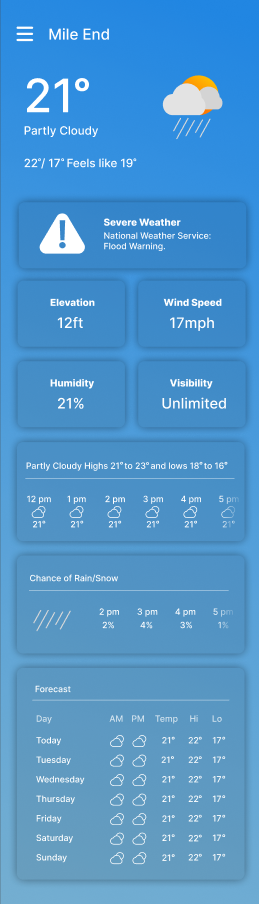 Mile End
21°
Partly Cloudy
22°/ 17° Feels like 19°
Severe Weather
National Weather Service:
Flood Warning.
Elevation Wind Speed
12ft 17mph
Humidity Visibility
21% Unlimited
Partly Cloudy Highs 21° to 23° and lows 18° to 16°
12 pm 1 pm 2 pm 3 pm 4 pm 5 pm
21° 21° 21° 21° 21° 21°
Chance of Rain/Snow
2 pm 3 pm 4 pm 5 pm
2% 4% 3% 1%
Forecast
Day AM PM Temp Hi Lo
Today 21° 22° 17°
Tuesday 21° 22° 17°
Wednesday 21° 22° 17°
Thursday 21° 22° 17°
Friday 21° 22° 17°
Saturday 21° 22° 17°
Sunday 21° 22° 17°